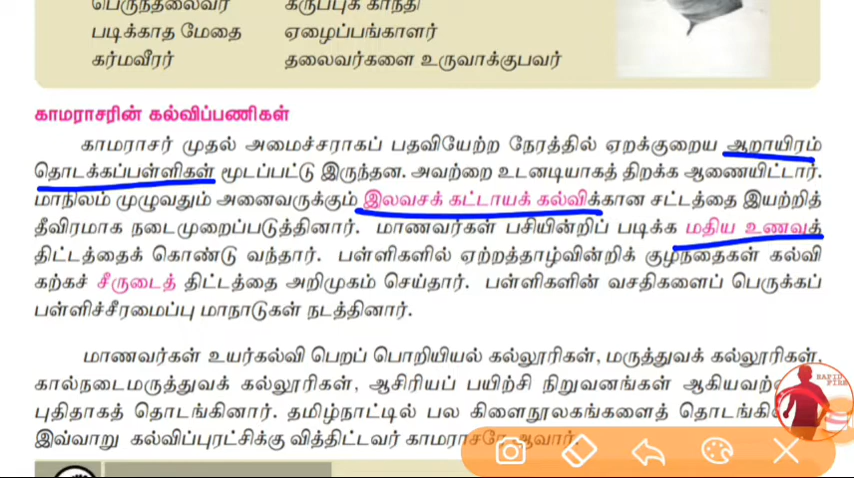 பெருந்தலைவர் கருப்புக் காந்தி
படிக்காத மேதை ஏழைப்பங்காளர்
கர்மவீரர் தலைவர்களை உருவாக்குபவர்
காமராசரின் கல்விப்பணிகள்
காமராசர் முதல் அமைச்சராகப் பதவியேற்ற நேரத்தில் ஏறக்குறைய ஆறாயிரம்
தொடக்கப்பள்ளிகள் மூடப்பட்டு இருந்தன. அவற்றை உடனடியாகத் திறக்க ஆணையிட்டார்.
மாநிலம் முழுவதும் அனைவருக்கும் இலவசக் கட்டாயக் கல்விக்கான சட்டத்தை இயற்றித்
தீவிரமாக நடைமுறைப்படுத்தினார். மாணவர்கள் பசியின்றிப் படிக்க மதிய உணவுத்
திட்டத்தைக் கொண்டு வந்தார். பள்ளிகளில் ஏற்றத்தாழ்வின்றிக் குழந்தைகள் கல்வி
கற்கச் சீருடைத் திட்டத்தை அறிமுகம் செய்தார். பள்ளிகளின் வசதிகளைப் பெருக்கப்
பள்ளிச்சீரமைப்பு மாநாடுகள் நடத்தினார்.
மாணவர்கள் உயர்கல்வி பெறப் பொறியியல் கல்லூரிகள், மருத்துவக் கல்லூரிகள்,
கால்நடைமருத்துவக் கல்லூரிகள், ஆசிரியப் பயிற்சி நிறுவனங்கள்
புதிதாகத் தொடங்கினார். தமிழ்நாட்டில் பல கிளைநூலகங்களைத்
இவ்வாறு கல்விப்புரட்சிக்கு வித்திட்டவர் காமராசரே ஆவார்.